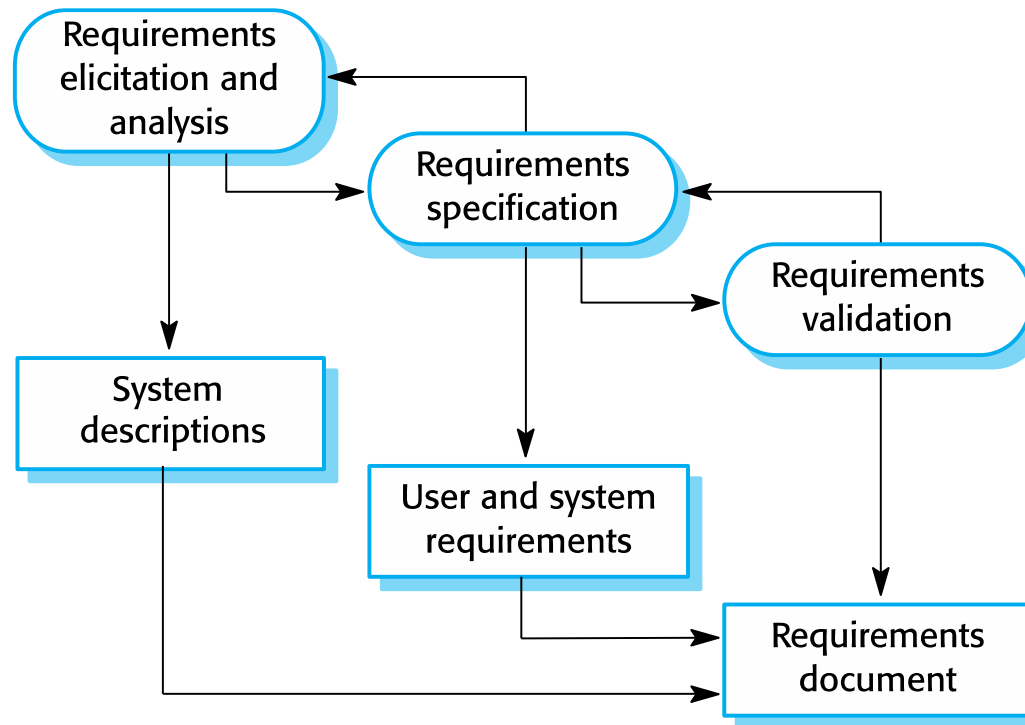 Requirements
elicitation and
analysis
Requirements
specification
Requirements
validation
System
descriptions
User and system
requirements
Requirements
document